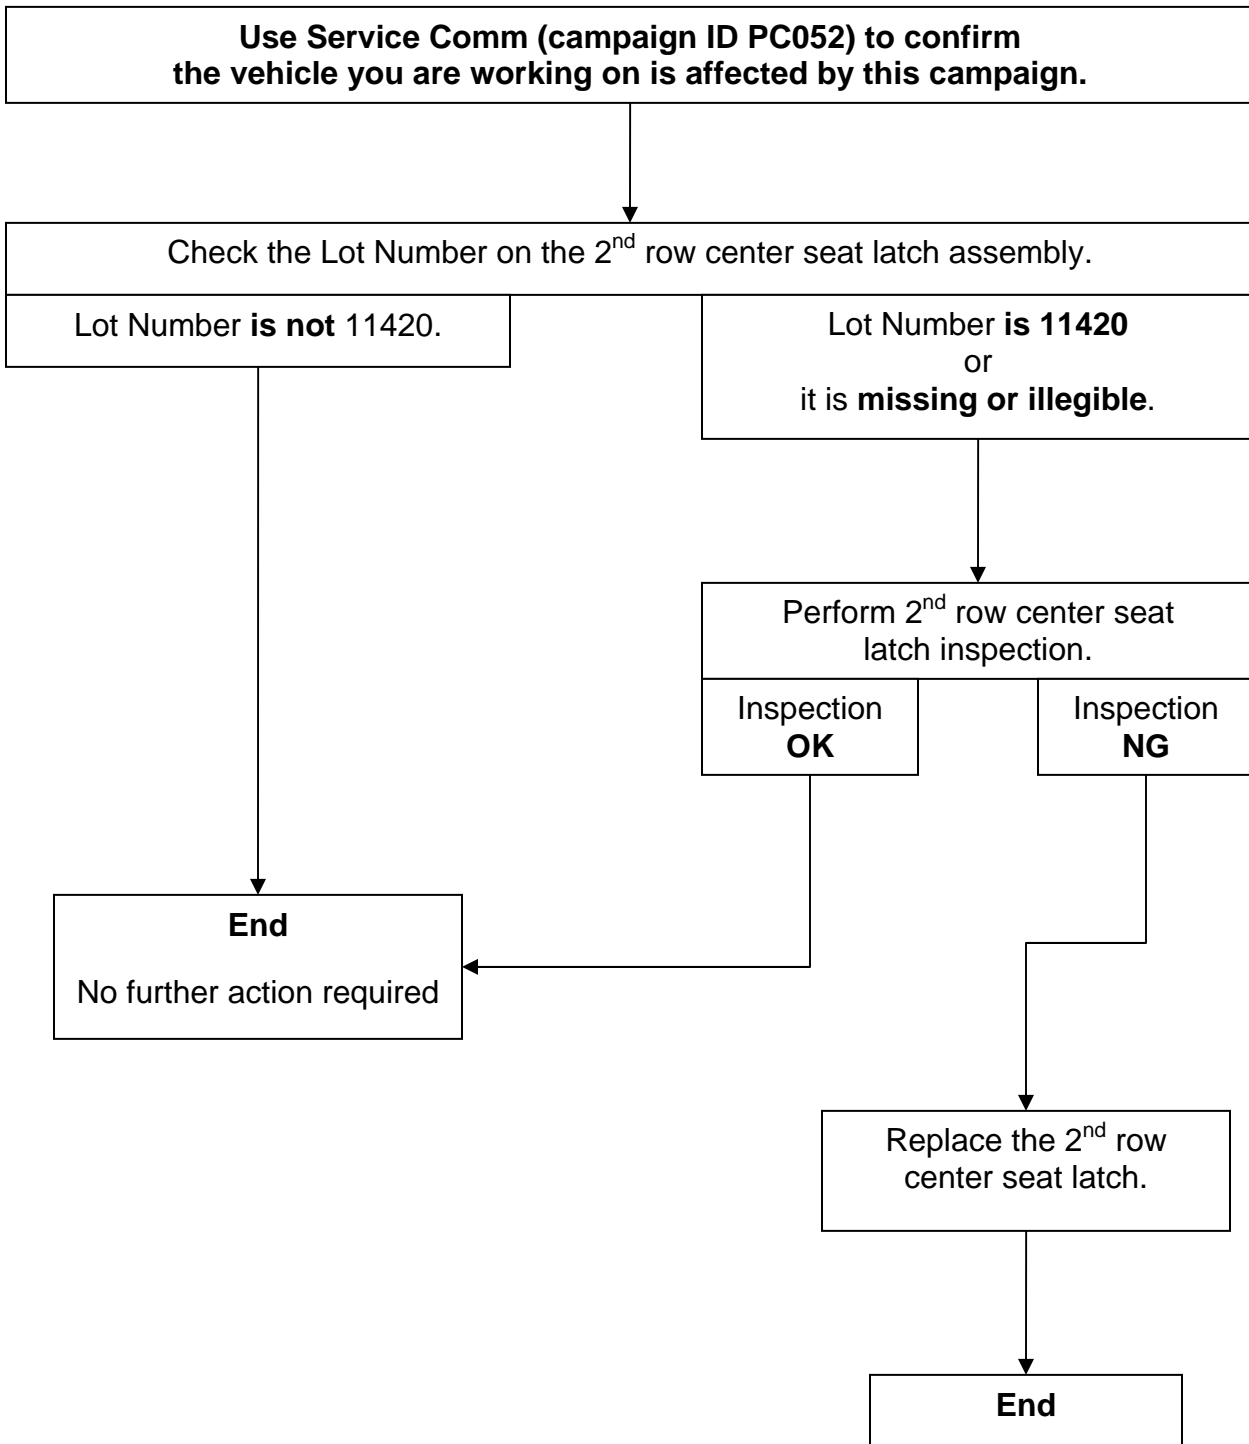 Use Service Comm (campaign ID PC052) to confirm
the vehicle you are working on is affected by this campaign.
Check the Lot Number on the 2nd row center seat latch assembly.
Lot Number is not 11420.
Lot Number is 11420
or
it is missing or illegible.
Perform 2nd row center seat
latch inspection.
Inspection
OK
Inspection
NG
End
No further action required
Replace the 2nd row
center seat latch.
End